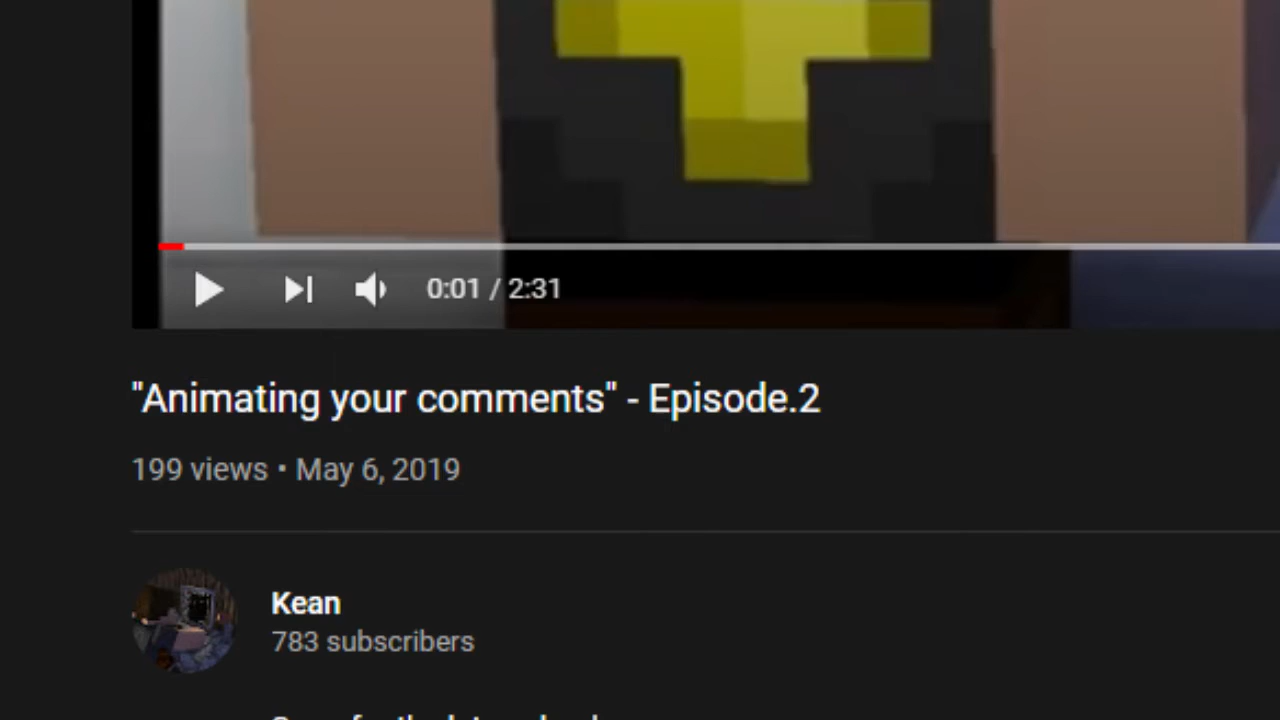 0:01 / 2:31
"Animating your comments" - Episode.2
199 views • May 6, 2019
Kean
783 subscribers